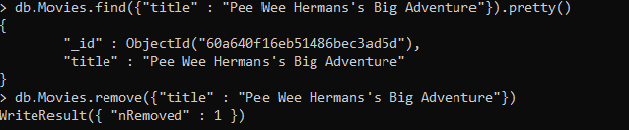 > db.Movies.find({"title" : "Pee Wee Hermans's Big Adventure"}).pretty()
{
"_id" : ObjectId("60a640f16eb51486bec3ad5d"),
"title" : "Pee Wee Hermans's Big Adventure"
}
> db.Movies.remove({"title" : "Pee Wee Hermans's Big Adventure"})
WriteResult({ "nRemoved" : 1 })